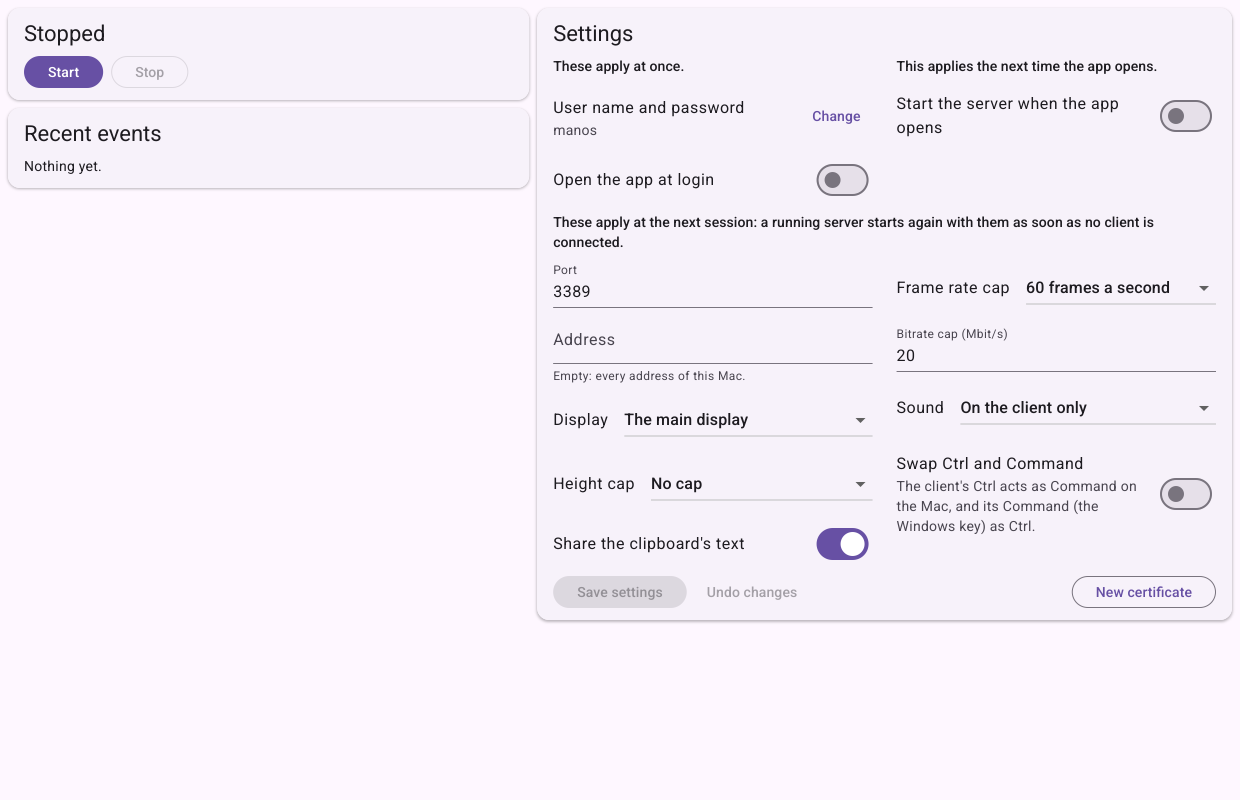 Stopped
Start
Stop
Recent events
Nothing yet.
Settings
These apply at once.
User name and password
manos
Change
Open the app at login
This applies the next time the app opens.
Start the server when the app
opens
These apply at the next session: a running server starts again with them as soon as no client is
connected.
Port
3389
Address
Empty: every address of this Mac.
Display
The main display
Height cap
No cap
Share the clipboard's text
Frame rate cap
60 frames a second
Bitrate cap (Mbit/s)
20
Sound
On the client only
Swap Ctrl and Command
The client's Ctrl acts as Command on
the Mac, and its Command (the
Windows key) as Ctrl.
Save settings
Undo changes
New certificate